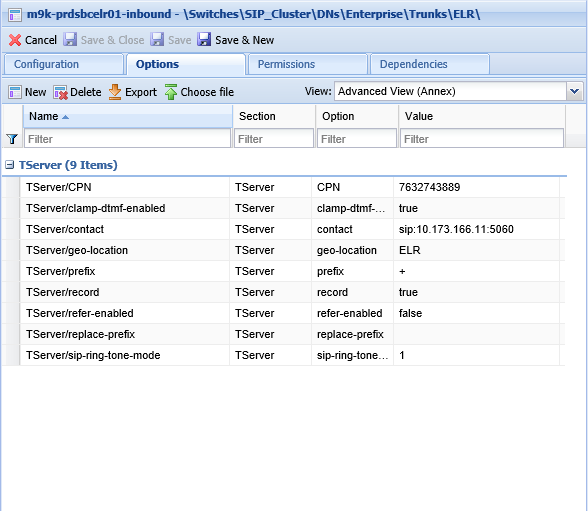 m9k-prdsbcelr01-inbound - \Switches\SIP_Cluster\DNs\Enterprise\Trunks\ELR\
Cancel Save & Close Save Save & New
Configuration Options Permissions Dependencies
New Delete Export Choose file View: Advanced View (Annex)
Name Section Option Value
Filter Filter Filter Filter
TServer (9 Items)
TServer/CPN TServer CPN 7632743889
TServer/clamp-dtmf-enabled TServer clamp-dtmf-... true
TServer/contact TServer contact sip:10.173.166.11:5060
TServer/geo-location TServer geo-location ELR
TServer/prefix TServer prefix +
TServer/record TServer record true
TServer/refer-enabled TServer refer-enabled false
TServer/replace-prefix TServer replace-prefix
TServer/sip-ring-tone-mode TServer sip-ring-tone... 1